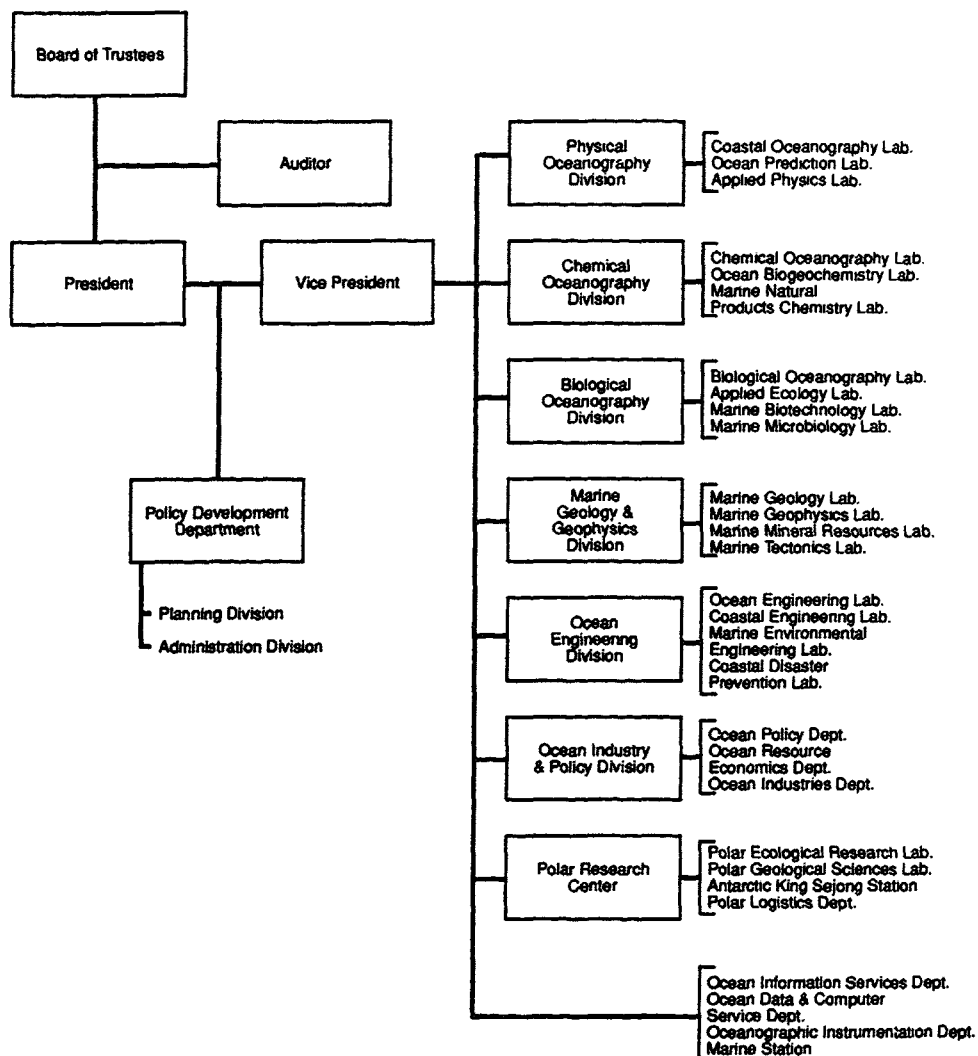 Board of Trustees
Auditor
President
Vice President
Policy Development
Department
Planning Division
Administration Division
Physical
Oceanography
Division
Coastal Oceanography Lab.
Ocean Prediction Lab.
Applied Physics Lab.
Chemical
Oceanography
Division
Chemical Oceanography Lab.
Ocean Biogeochemistry Lab.
Marine Natural
Products Chemistry Lab.
Biological
Oceanography
Division
Biological Oceanography Lab.
Applied Ecology Lab.
Marine Biotechnology Lab.
Marine Microbiology Lab.
Marine
Geology &
Geophysics
Division
Marine Geology Lab.
Marine Geophysics Lab.
Marine Mineral Resources Lab.
Marine Tectonics Lab.
Ocean
Engineering
Division
Ocean Engineering Lab.
Coastal Engineering Lab.
Marine Environmental
Engineering Lab.
Coastal Disaster
Prevention Lab.
Ocean Industry
& Policy Division
Ocean Policy Dept.
Ocean Resource
Economics Dept.
Ocean Industries Dept.
Polar Research
Center
Polar Ecological Research Lab.
Polar Geological Sciences Lab.
Antarctic King Sejong Station
Polar Logistics Dept.
Ocean Information Services Dept.
Ocean Data & Computer
Service Dept.
Oceanographic Instrumentation Dept.
Marine Station